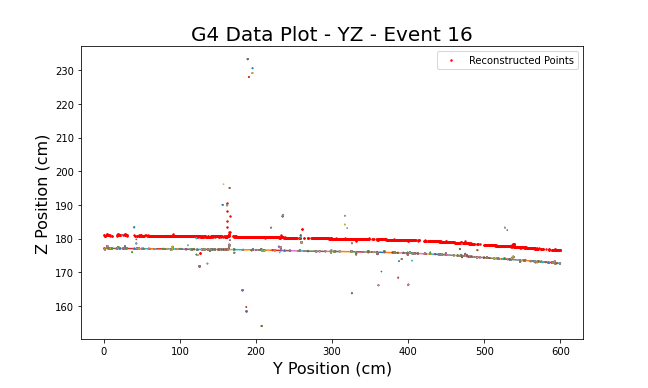 G4 Data Plot - YZ - Event 16
Reconstructed Points
Z Position (cm)
230
220
210
200
190
180
170
160
0 100 200 300 400 500 600
Y Position (cm)